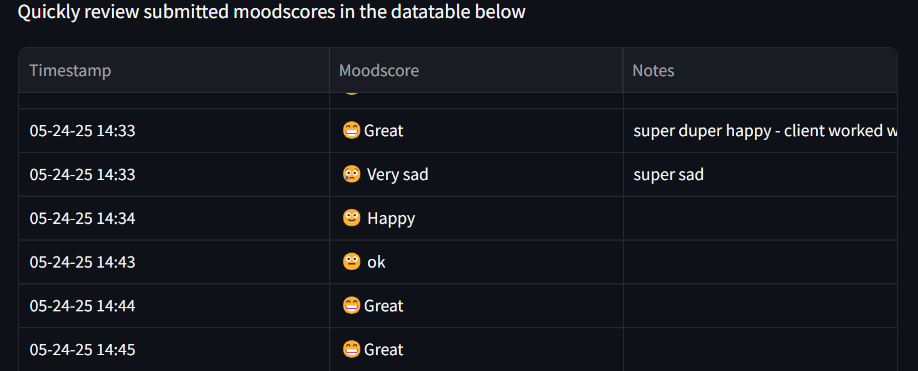 Quickly review submitted moodscores in the datatable below
Timestamp Moodscore Notes
05-24-25 14:33 😁Great super duper happy - client worked w
05-24-25 14:33 😢 Very sad super sad
05-24-25 14:34 🙂 Happy
05-24-25 14:43 😐 ok
05-24-25 14:44 😁Great
05-24-25 14:45 😁Great